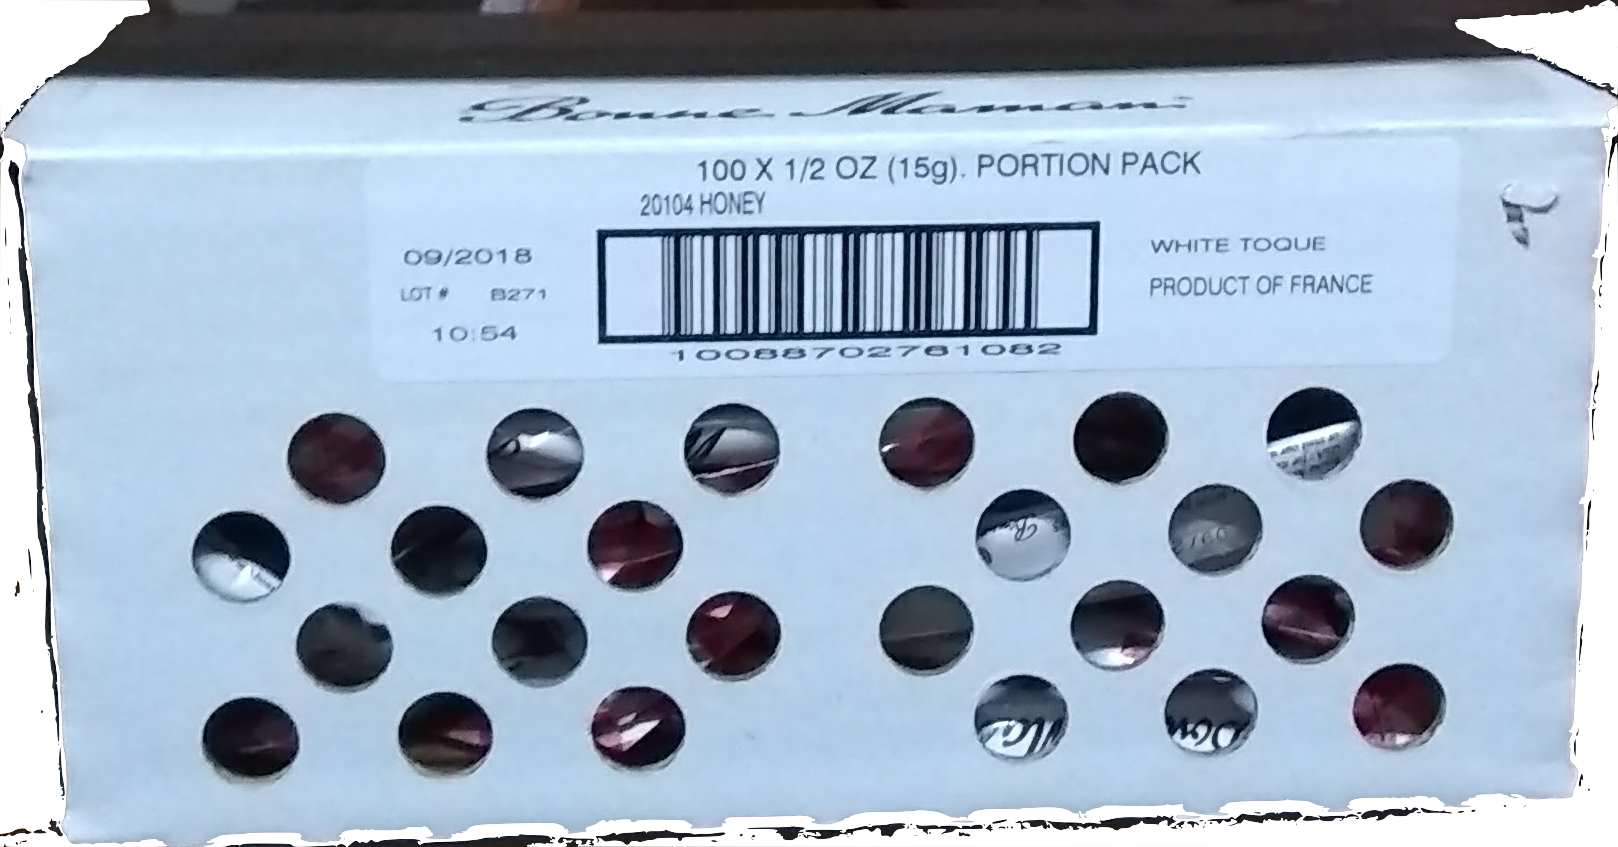 Bonne Maman
100 X 1/2 OZ (15g). PORTION PACK
20104 HONEY
09/2018
LOT # B271
10:54
10088702761082
WHITE TOQUE
PRODUCT OF FRANCE